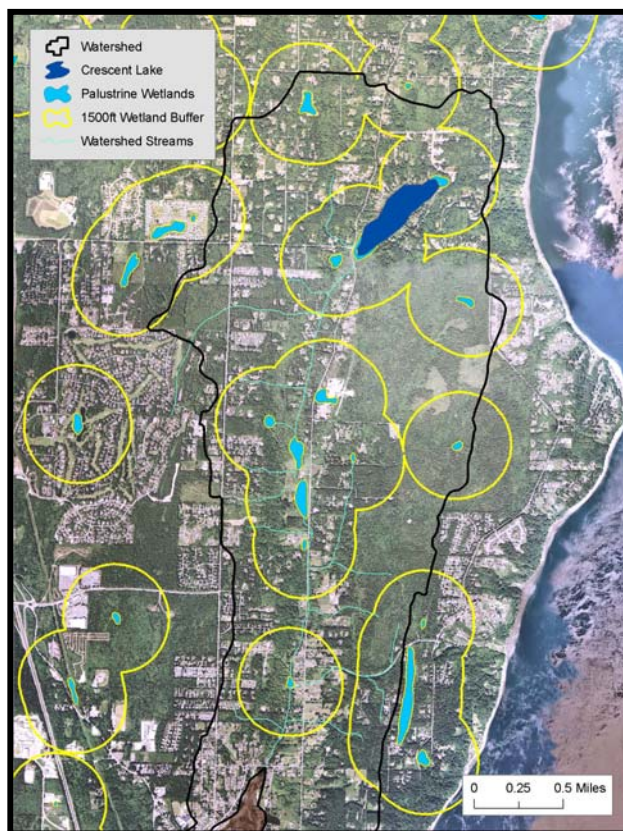 Watershed
Crescent Lake
Palustrine Wetlands
1500ft Wetland Buffer
Watershed Streams
0 0.25 0.5 Miles